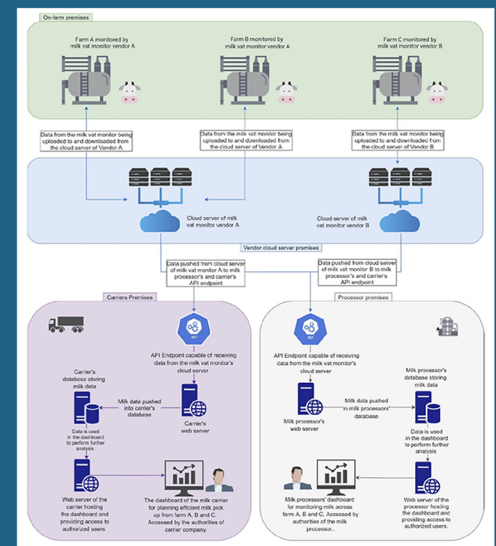 On-farm premises
Farm A monitored by
milk vat monitor vendor A
Farm B monitored by
milk vat monitor vendor A
Farm C monitored by
milk vat monitor vendor B
Data from the milk vat monitor being
uploaded to and downloaded from
the cloud server of Vendor A
Data from the milk vat monitor being
uploaded to and downloaded from
the cloud server of Vendor A
Data from the milk vat monitor being
uploaded to and downloaded from
the cloud server of Vendor B
Cloud server of milk
vat monitor vendor A
Cloud server of milk
vat monitor vendor B
Vendor cloud server premises
Data pushed from cloud server
of milk vat monitor A to milk
processor's and carrier's
API endpoint
Data pushed from cloud server
of milk vat monitor B to milk
processor's and carrier's
API endpoint
Carriers Premises
API Endpoint capable of receiving
data from the milk vat monitor's
cloud server
Carrier's
database storing
milk data
Milk data pushed
into carrier's
database
Carrier's
web server
Data is used
in the dashboard
to perform further
analysis
Web server of the
carrier hosting
the dashboard and
providing access to
authorized users.
The dashboard of the milk carrier
for planning efficient milk pick
up from farm A, B and C.
Accessed by the authorities of
carrier company.
Processor premises
API Endpoint capable of receiving
data from the milk vat monitor's
cloud server
Milk processor's
database storing
milk data
Milk data pushed
in milk processors'
database
Milk processor's
web server
Data is used
in the dashboard
to perform further
analysis
Milk processors' dashboard
for monitoring milk across
farm A, B and C. Accessed by
authorities of the milk
processor.
Web server of the
processor hosting
the dashboard and
providing access to
authorized users.